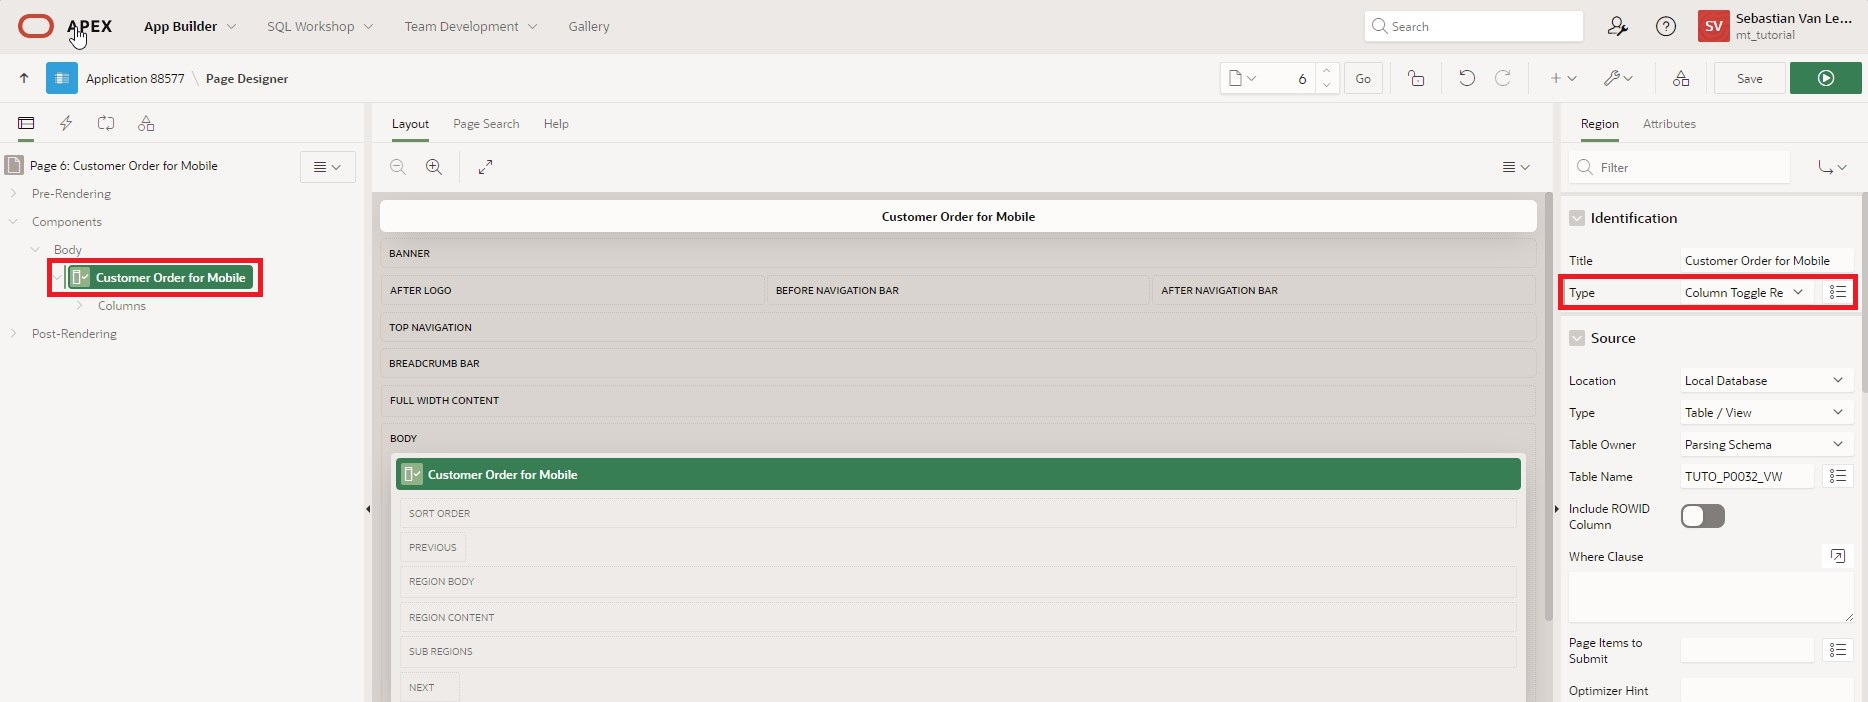 APEX App Builder SQL Workshop Team Development Gallery Search Sebastian Van Le...
SV mt_tutorial
Application 88577 \ Page Designer 6 Go Save
Layout Page Search Help
Region Attributes
Page 6: Customer Order for Mobile
Pre-Rendering
Components
Body
Customer Order for Mobile
Columns
Post-Rendering
Customer Order for Mobile
BANNER
AFTER LOGO BEFORE NAVIGATION BAR AFTER NAVIGATION BAR
TOP NAVIGATION
BREADCRUMB BAR
FULL WIDTH CONTENT
BODY
Customer Order for Mobile
SORT ORDER
PREVIOUS
REGION BODY
REGION CONTENT
SUB REGIONS
NEXT
Filter
Identification
Title Customer Order for Mobile
Type Column Toggle Re
Source
Location Local Database
Type Table / View
Table Owner Parsing Schema
Table Name TUTO_P0032_VW
Include ROWID
Column
Where Clause
Page Items to
Submit
Optimizer Hint